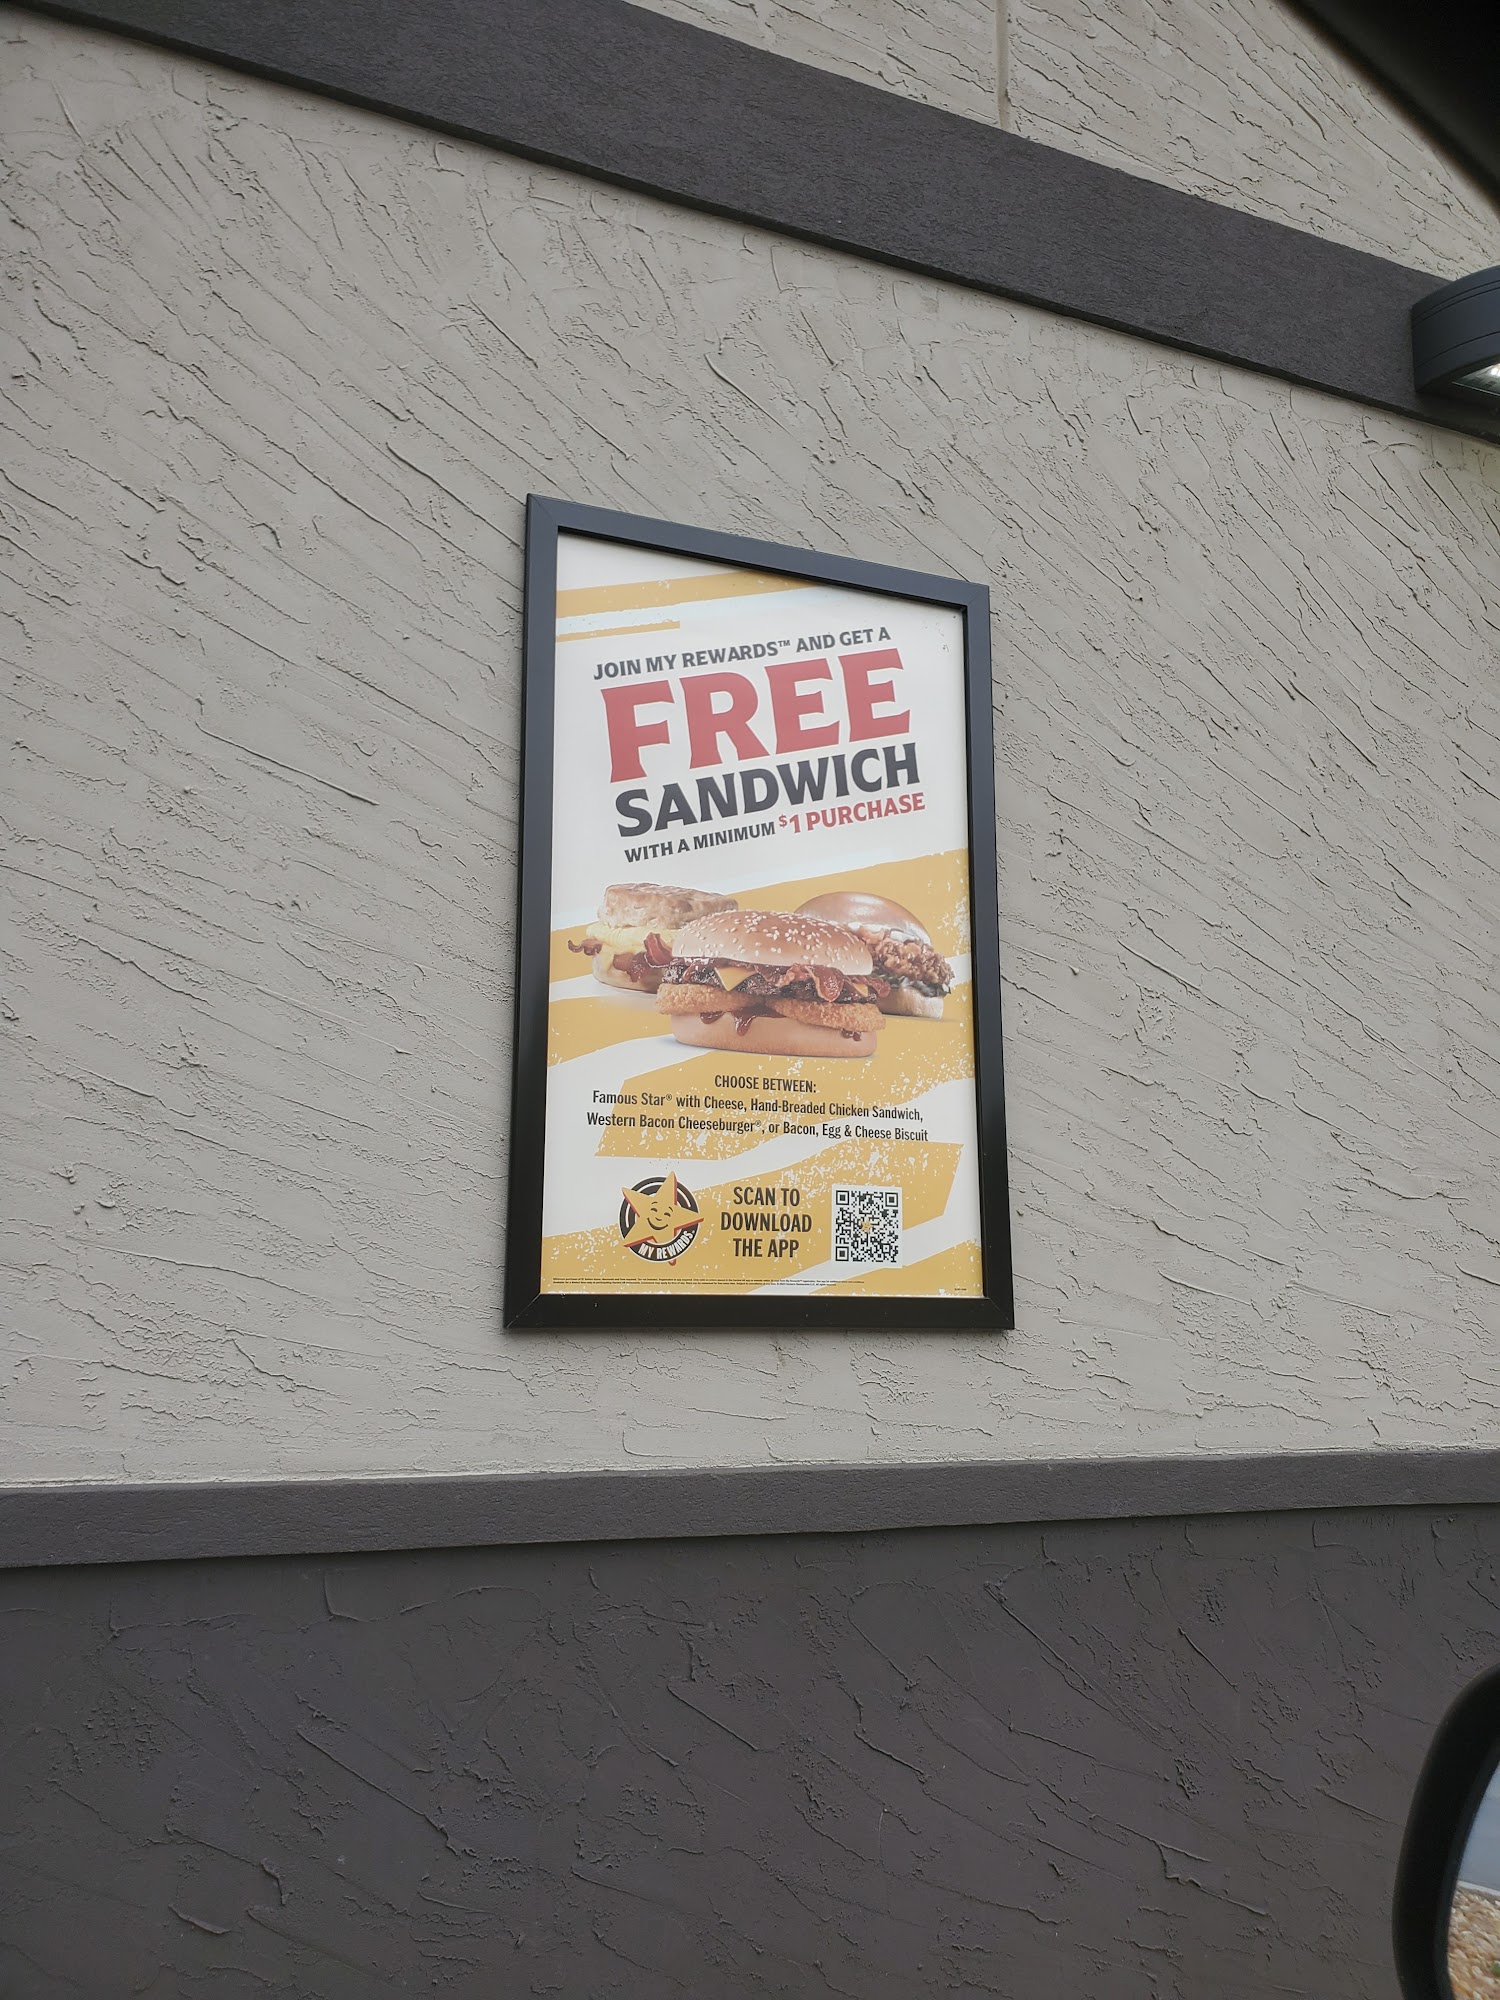 JOIN MY REWARDS™ AND GET A
FREE
SANDWICH
WITH A MINIMUM $1 PURCHASE
CHOOSE BETWEEN:
Famous Star® with Cheese, Hand-Breaded Chicken Sandwich,
Western Bacon Cheeseburger®, or Bacon, Egg & Cheese Biscuit
MY REWARDS
SCAN TO
DOWNLOAD
THE APP